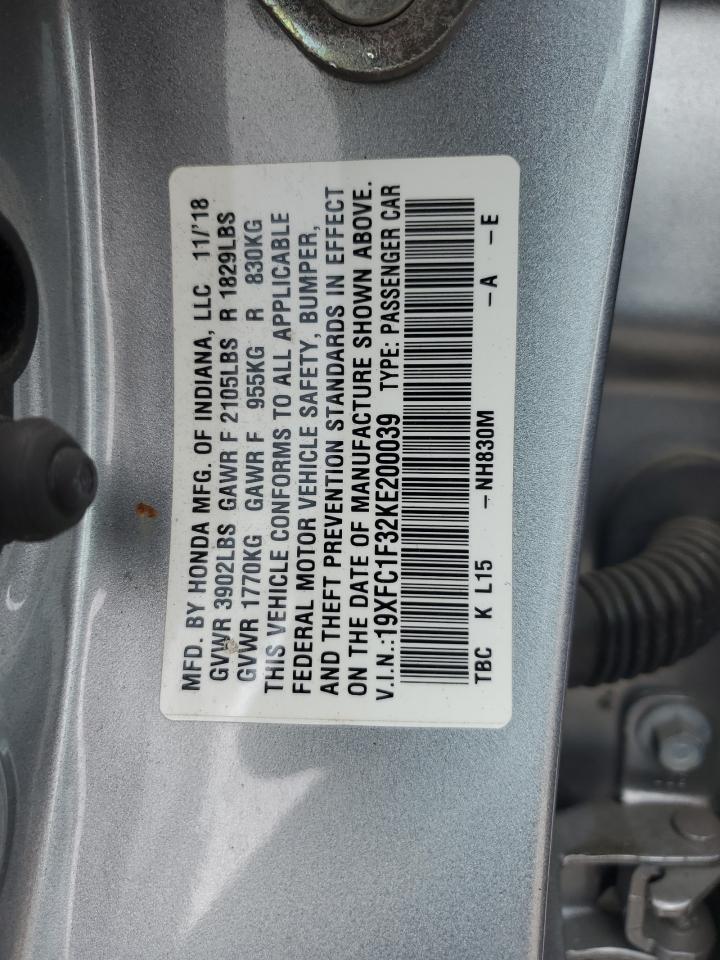 MFD. BY HONDA MFG. OF INDIANA, LLC 11/'18
GVWR 3902LBS GAWR F 2105LBS R 1829LBS
GVWR 1770KG GAWR F 955KG R 830KG
THIS VEHICLE CONFORMS TO ALL APPLICABLE
FEDERAL MOTOR VEHICLE SAFETY, BUMPER,
AND THEFT PREVENTION STANDARDS IN EFFECT
ON THE DATE OF MANUFACTURE SHOWN ABOVE.
V.I.N.:19XFC1F32KE200039 TYPE: PASSENGER CAR
TBC K L15 -NH830M -A -E